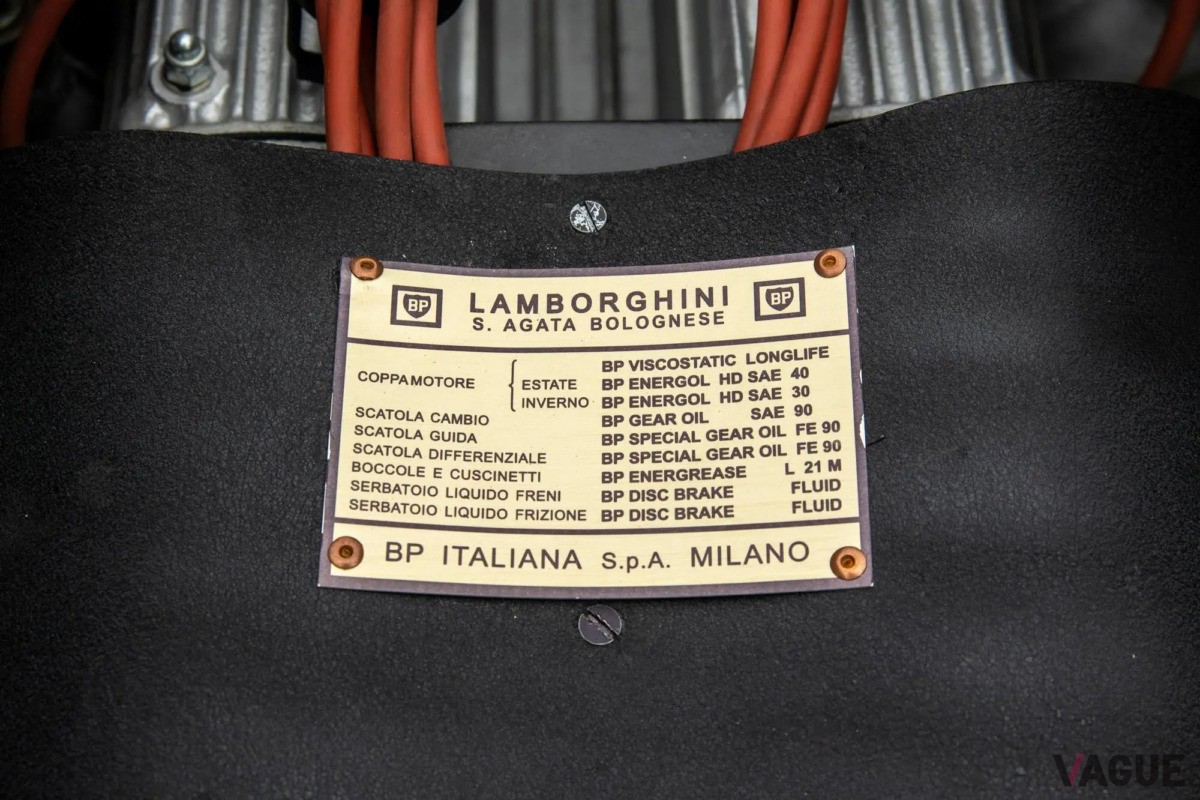 BP LAMBORGHINI BP
S. AGATA BOLOGNESE
BP VISCOSTATIC LONGLIFE
COPPAMOTORE ESTATE BP ENERGOL HD SAE 40
INVERNO BP ENERGOL HD SAE 30
SCATOLA CAMBIO BP GEAR OIL SAE 90
SCATOLA GUIDA BP SPECIAL GEAR OIL FE 90
SCATOLA DIFFERENZIALE BP SPECIAL GEAR OIL FE 90
BOCCOLE E CUSCINETTI BP ENERGREASE L 21 M
SERBATOIO LIQUIDO FRENI BP DISC BRAKE FLUID
SERBATOIO LIQUIDO FRIZIONE BP DISC BRAKE FLUID
BP ITALIANA S.p.A. MILANO
VAGUE